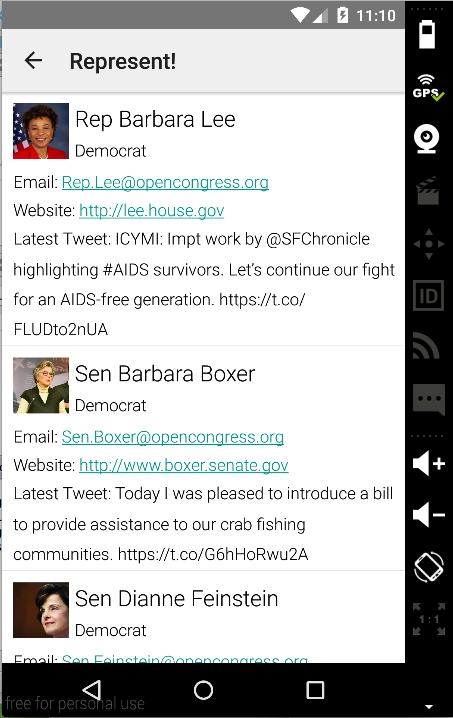 11:10
Represent!
Rep Barbara Lee
Democrat
Email: Rep.Lee@opencongress.org
Website: http://lee.house.gov
Latest Tweet: ICYMI: Impt work by @SFChronicle
highlighting #AIDS survivors. Let's continue our fight
for an AIDS-free generation. https://t.co/
FLUDto2nUA
Sen Barbara Boxer
Democrat
Email: Sen.Boxer@opencongress.org
Website: http://www.boxer.senate.gov
Latest Tweet: Today I was pleased to introduce a bill
to provide assistance to our crab fishing
communities. https://t.co/G6hHoRwu2A
Sen Dianne Feinstein
Democrat
Email: Sen.Feinstein@opencongress.org
free for personal use
GPS
ID
1:1